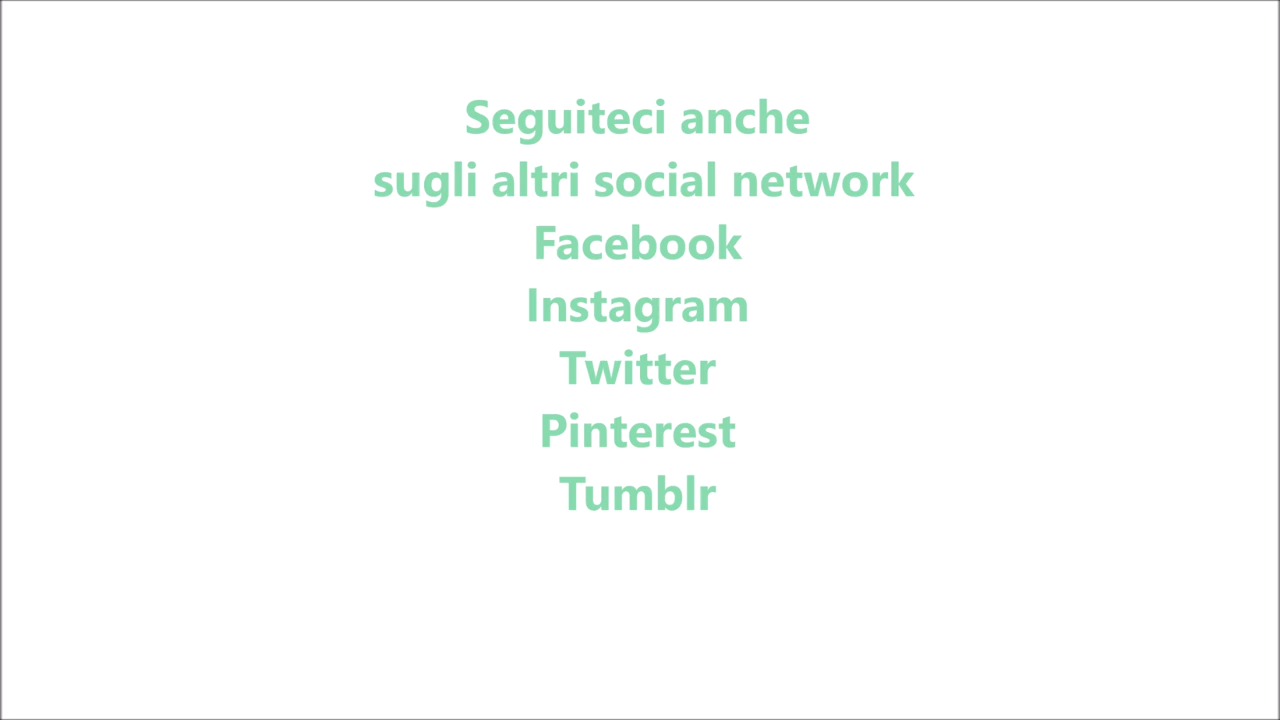 Seguiteci anche
sugli altri social network
Facebook
Instagram
Twitter
Pinterest
Tumblr